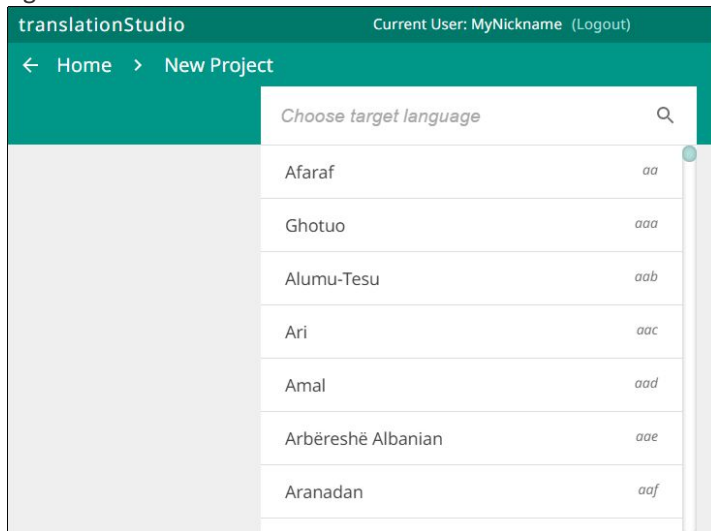 translationStudio Current User: MyNickname (Logout)
← Home > New Project
Choose target language
Afaraf aa
Ghotuo aaa
Alumu-Tesu aab
Ari aac
Amal aad
Arbëreshë Albanian aae
Aranadan aaf